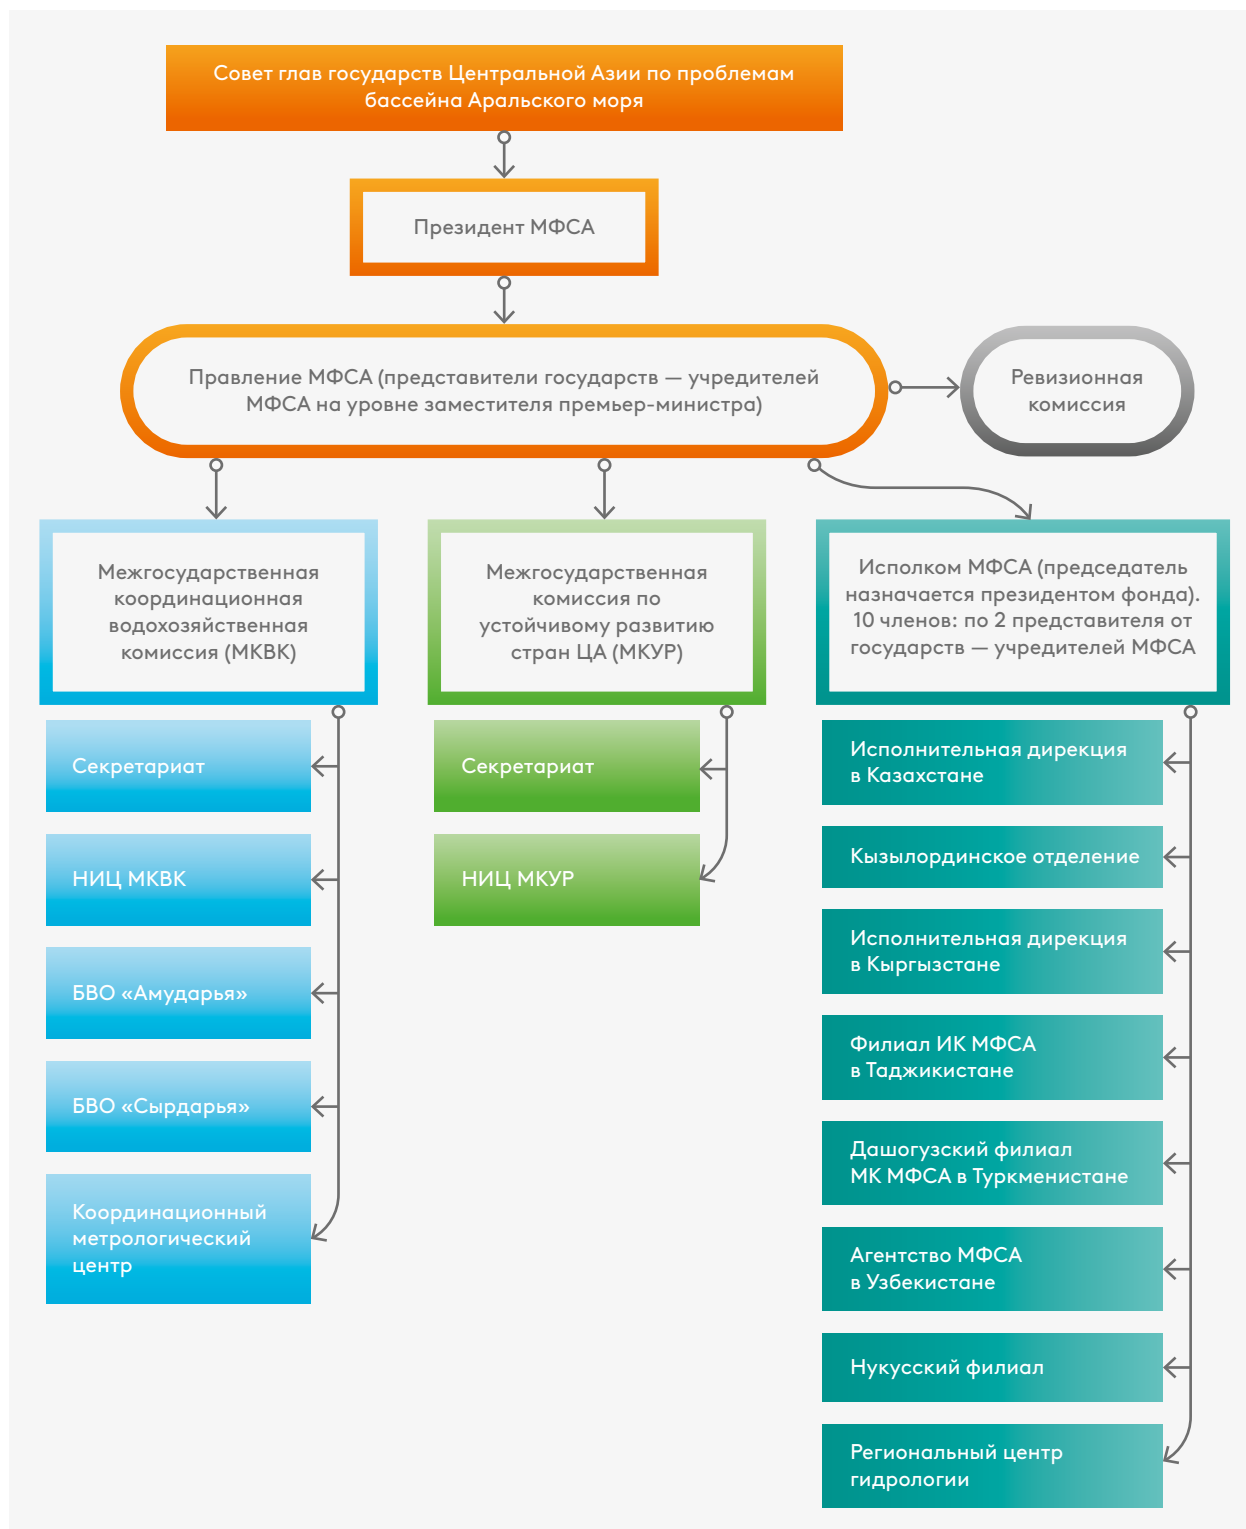 Совет глав государств Центральной Азии по проблемам
бассейна Аральского моря
Президент МФСА
Правление МФСА (представители государств — учредителей
МФСА на уровне заместителя премьер-министра)
Ревизионная
комиссия
Межгосударственная
координационная
водохозяйственная
комиссия (МКВК)
Секретариат
НИЦ МКВК
БВО «Амударья»
БВО «Сырдарья»
Координационный
метрологический
центр
Межгосударственная
комиссия по
устойчивому развитию
стран ЦА (МКУР)
Секретариат
НИЦ МКУР
Исполком МФСА (председатель
назначается президентом фонда).
10 членов: по 2 представителя от
государств — учредителей МФСА
Исполнительная дирекция
в Казахстане
Кызылординское отделение
Исполнительная дирекция
в Кыргызстане
Филиал ИК МФСА
в Таджикистане
Дашогузский филиал
МК МФСА в Туркменистане
Агентство МФСА
в Узбекистане
Нукусский филиал
Региональный центр
гидрологии